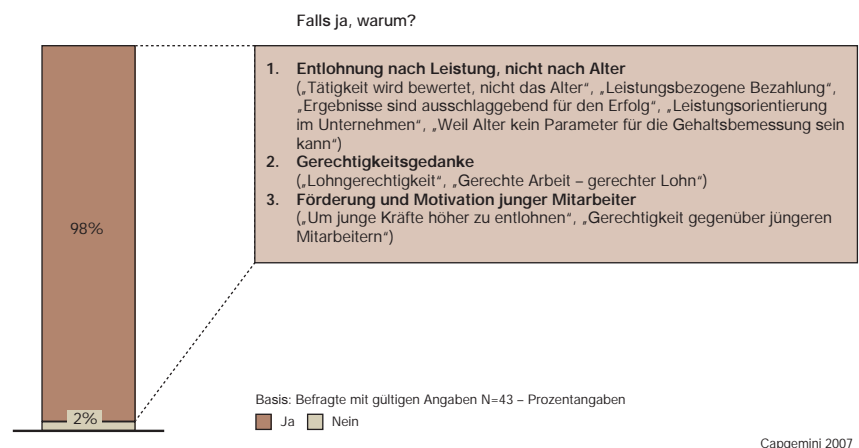 Falls ja, warum?
1. Entlohnung nach Leistung, nicht nach Alter
(„Tätigkeit wird bewertet, nicht das Alter“, „Leistungsbezogene Bezahlung“,
„Ergebnisse sind ausschlaggebend für den Erfolg“, „Leistungsorientierung
im Unternehmen“, „Weil Alter kein Parameter für die Gehaltsbemessung sein
kann“)
2. Gerechtigkeitsgedanke
(„Lohngerechtigkeit“, „Gerechte Arbeit – gerechter Lohn“)
3. Förderung und Motivation junger Mitarbeiter
(„Um junge Kräfte höher zu entlohnen“, „Gerechtigkeit gegenüber jüngeren
Mitarbeitern“)
98%
2%
Basis: Befragte mit gültigen Angaben N=43 – Prozentangaben
Ja Nein
Capgemini 2007